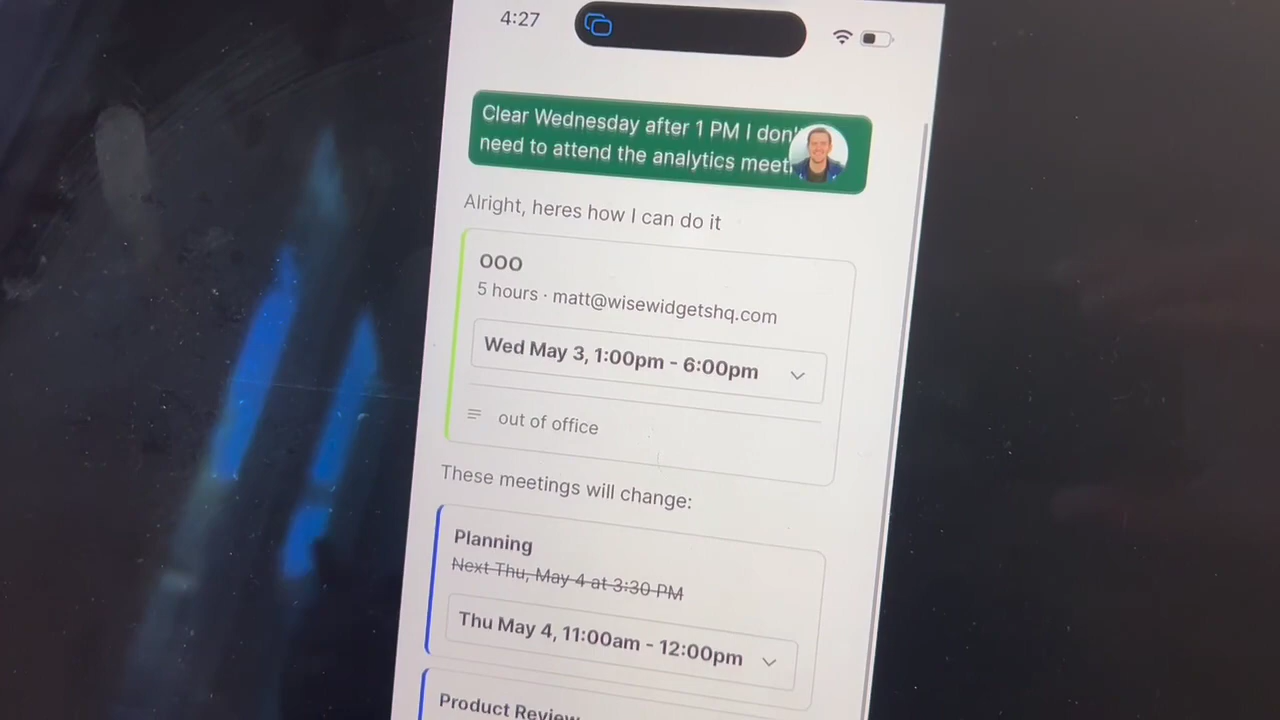 4:27
Clear Wednesday after 1 PM I don'
need to attend the analytics meeti
Alright, heres how I can do it
OOO
5 hours · matt@wisewidgetshq.com
Wed May 3, 1:00pm - 6:00pm
out of office
These meetings will change:
Planning
Next Thu, May 4 at 3:30 PM
Thu May 4, 11:00am - 12:00pm
Product Review